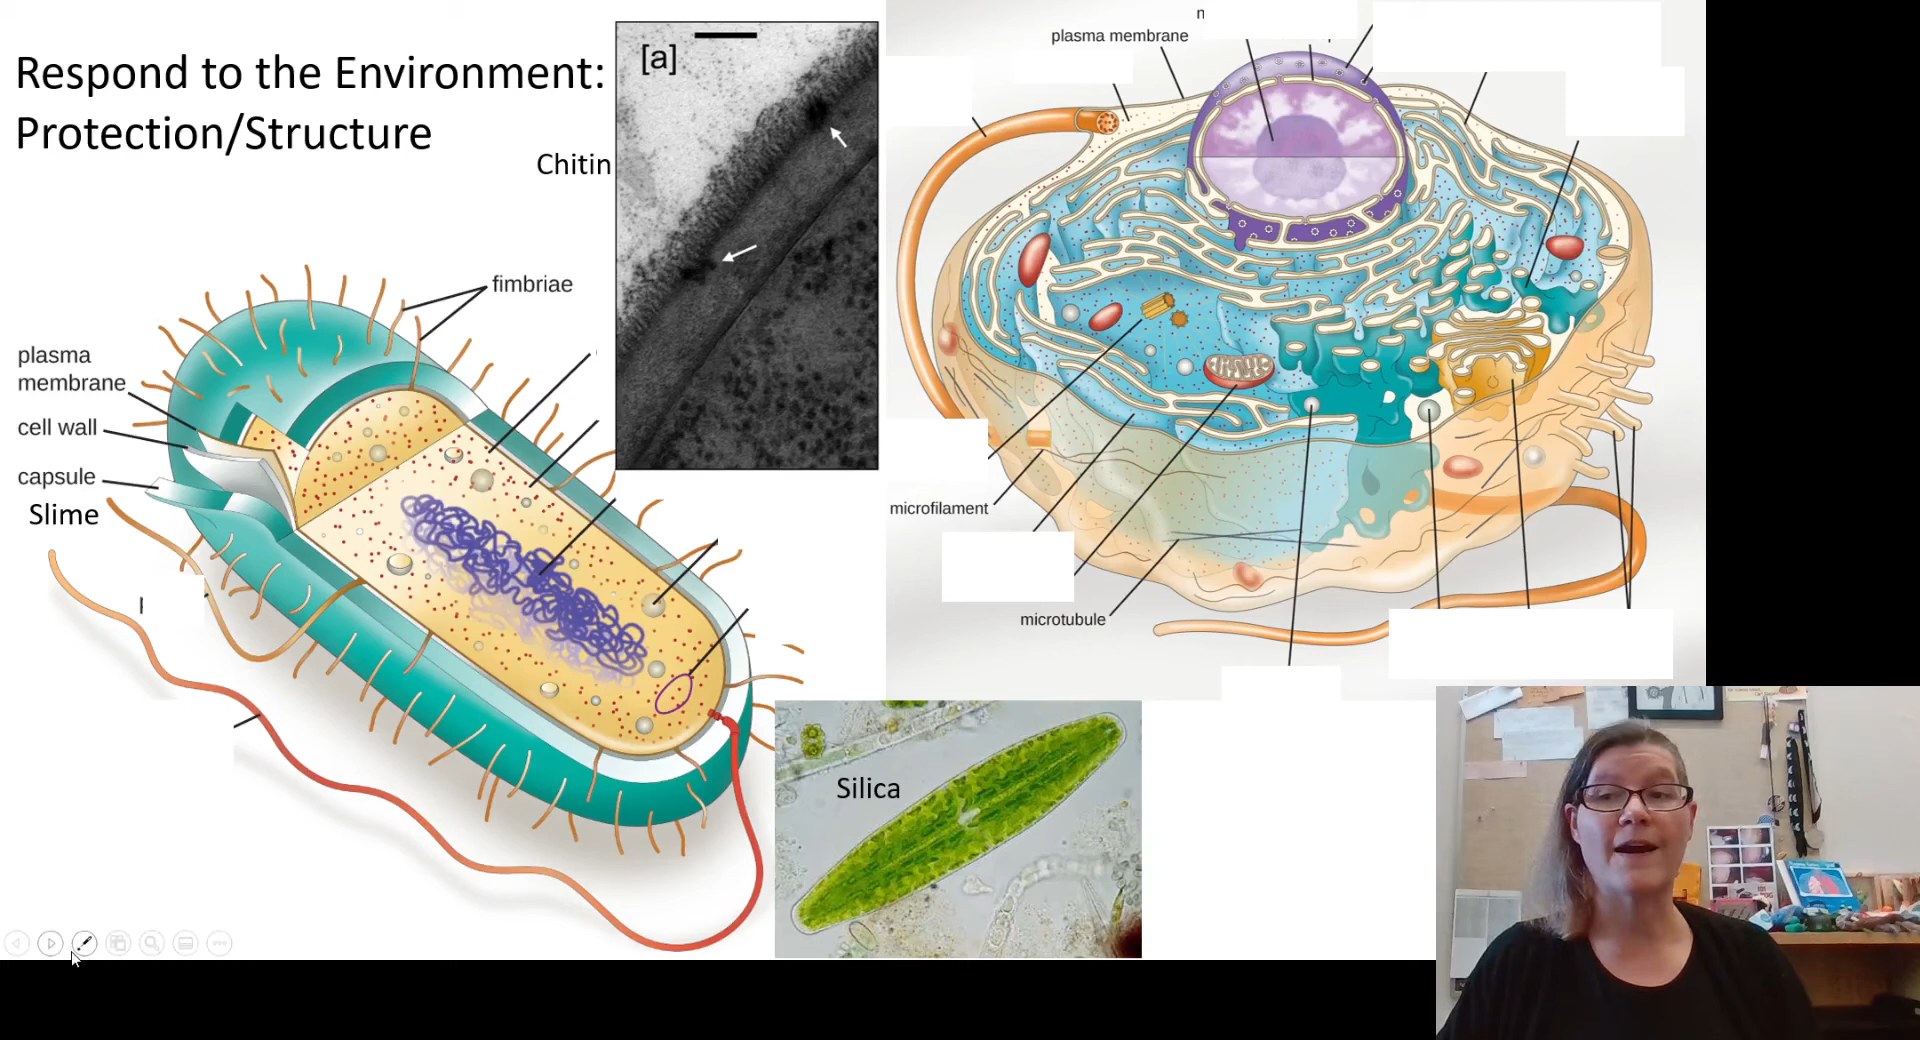 Respond to the Environment:
Protection/Structure
Chitin
[a]
fimbriae
plasma
membrane
cell wall
capsule
Slime
n
plasma membrane
microfilament
microtubule
Silica